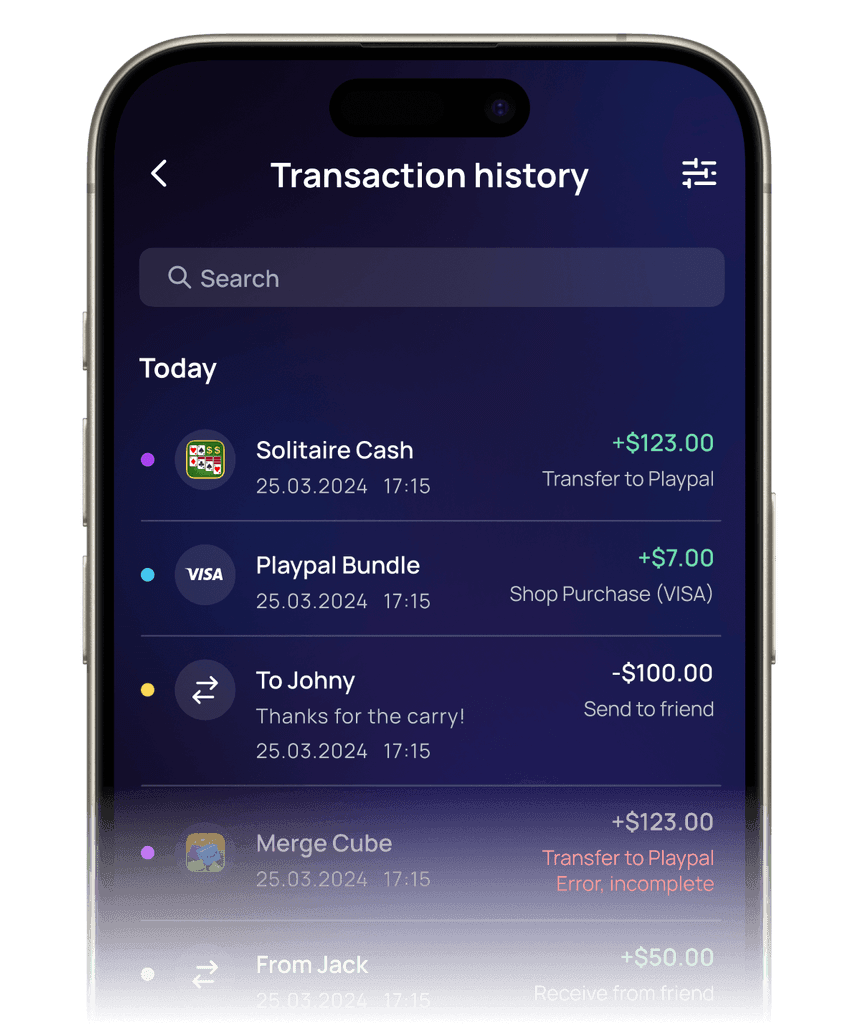 Transaction history
Search
Today
Solitaire Cash
+$123.00
25.03.2024 17:15
Transfer to Playpal
VISA
Playpal Bundle
+$7.00
25.03.2024 17:15
Shop Purchase (VISA)
To Johny
-$100.00
Thanks for the carry!
Send to friend
25.03.2024 17:15
Merge Cube
+$123.00
25.03.2024 17:15
Transfer to Playpal
Error, incomplete
From Jack
+$50.00
25.03.2024 17:15
Receive from friend